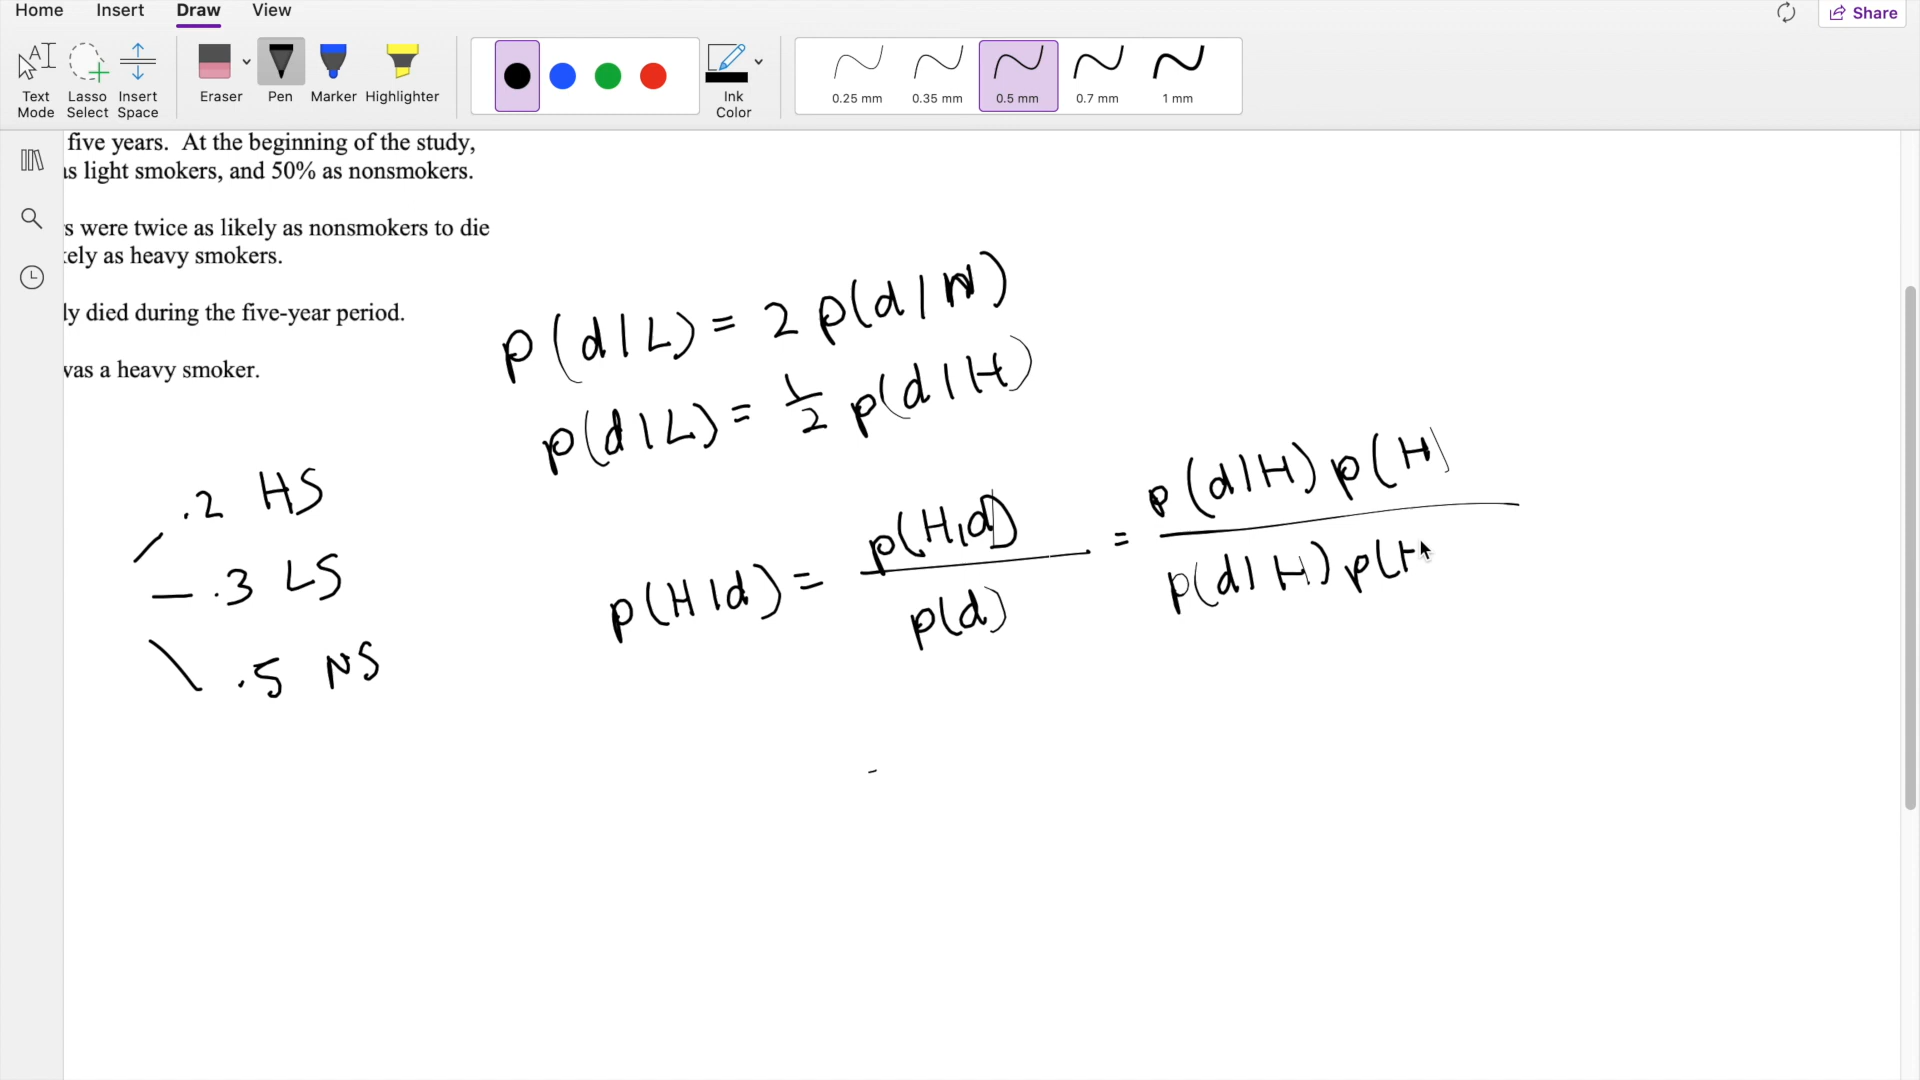 Home Insert Draw View
Share
Text Mode
Lasso Select
Insert Space
Eraser
Pen
Marker
Highlighter
Ink Color
0.25 mm
0.35 mm
0.5 mm
0.7 mm
1 mm
five years. At the beginning of the study,
as light smokers, and 50% as nonsmokers.
s were twice as likely as nonsmokers to die
kely as heavy smokers.
ly died during the five-year period.
was a heavy smoker.
p(d|L) = 2 p(d|N)
p(d|L) = 1/2 p(d|H)
.2 HS
.3 LS
.5 NS
p(H|d) = p(H,d) / p(d) = p(d|H) p(H) / p(d|H) p(H